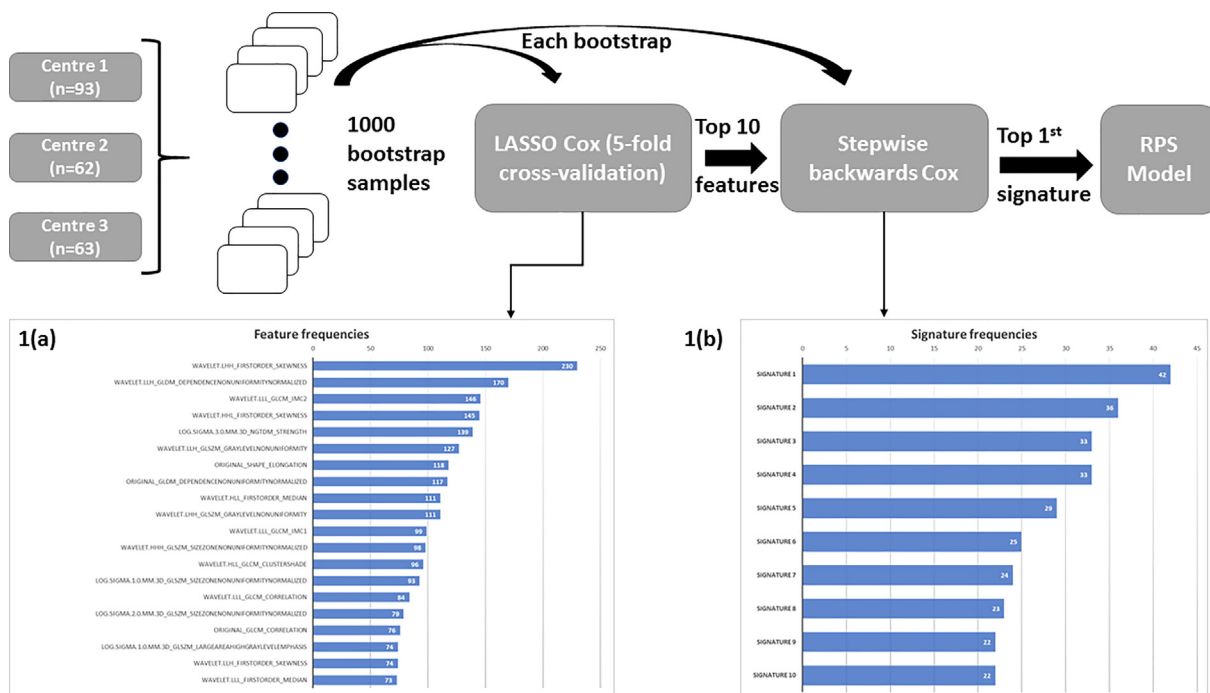 Centre 1
(n=93)
Centre 2
(n=62)
Centre 3
(n=63)
1000
bootstrap
samples
Each bootstrap
LASSO Cox (5-fold
cross-validation)
Top 10
features
Stepwise
backwards Cox
Top 1st
signature
RPS
Model
1(a)
Feature frequencies
0 50 100 150 200 250
WAVELET.LHH_FIRSTORDER_SKEWNESS 230
WAVELET.LLH_GLDM_DEPENDENCENONUNIFORMITYNORMALIZED 170
WAVELET.LLL_GLCM_IMC2 146
WAVELET.HHL_FIRSTORDER_SKEWNESS 145
LOG.SIGMA.3.0.MM.3D_NGTDM_STRENGTH 139
WAVELET.LLH_GLSZM_GRAYLEVELNONUNIFORMITY 127
ORIGINAL_SHAPE_ELONGATION 118
ORIGINAL_GLDM_DEPENDENCENONUNIFORMITYNORMALIZED 117
WAVELET.HLL_FIRSTORDER_MEDIAN 111
WAVELET.LHH_GLSZM_GRAYLEVELNONUNIFORMITY 111
WAVELET.LLL_GLCM_IMC1 99
WAVELET.HHH_GLSZM_SIZEZONENONUNIFORMITYNORMALIZED 98
WAVELET.HLL_GLCM_CLUSTERSHADE 96
LOG.SIGMA.1.0.MM.3D_GLSZM_SIZEZONENONUNIFORMITYNORMALIZED 93
WAVELET.LLL_GLCM_CORRELATION 84
LOG.SIGMA.2.0.MM.3D_GLSZM_SIZEZONENONUNIFORMITYNORMALIZED 79
ORIGINAL_GLCM_CORRELATION 76
LOG.SIGMA.1.0.MM.3D_GLSZM_LARGEAREAHIGHGRAYLEVELEMPHASIS 74
WAVELET.LLH_FIRSTORDER_SKEWNESS 74
WAVELET.LLL_FIRSTORDER_MEDIAN 73
1(b)
Signature frequencies
0 5 10 15 20 25 30 35 40 45
SIGNATURE 1 42
SIGNATURE 2 36
SIGNATURE 3 33
SIGNATURE 4 33
SIGNATURE 5 29
SIGNATURE 6 25
SIGNATURE 7 24
SIGNATURE 8 23
SIGNATURE 9 22
SIGNATURE 10 22